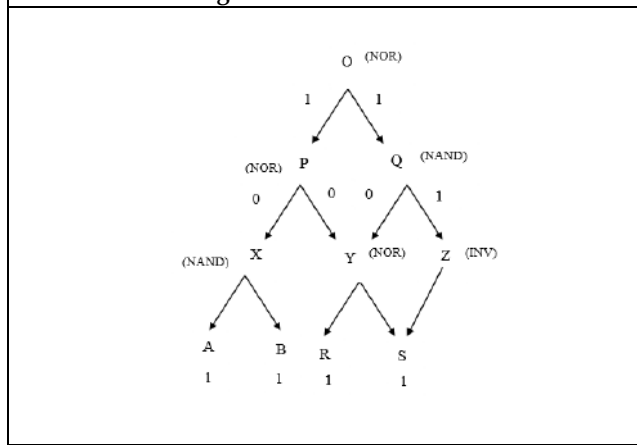 O (NOR)
1 1
(NOR) P Q (NAND)
0 0 0 1
(NAND) X Y (NOR) Z (INV)
A B R S
1 1 1 1